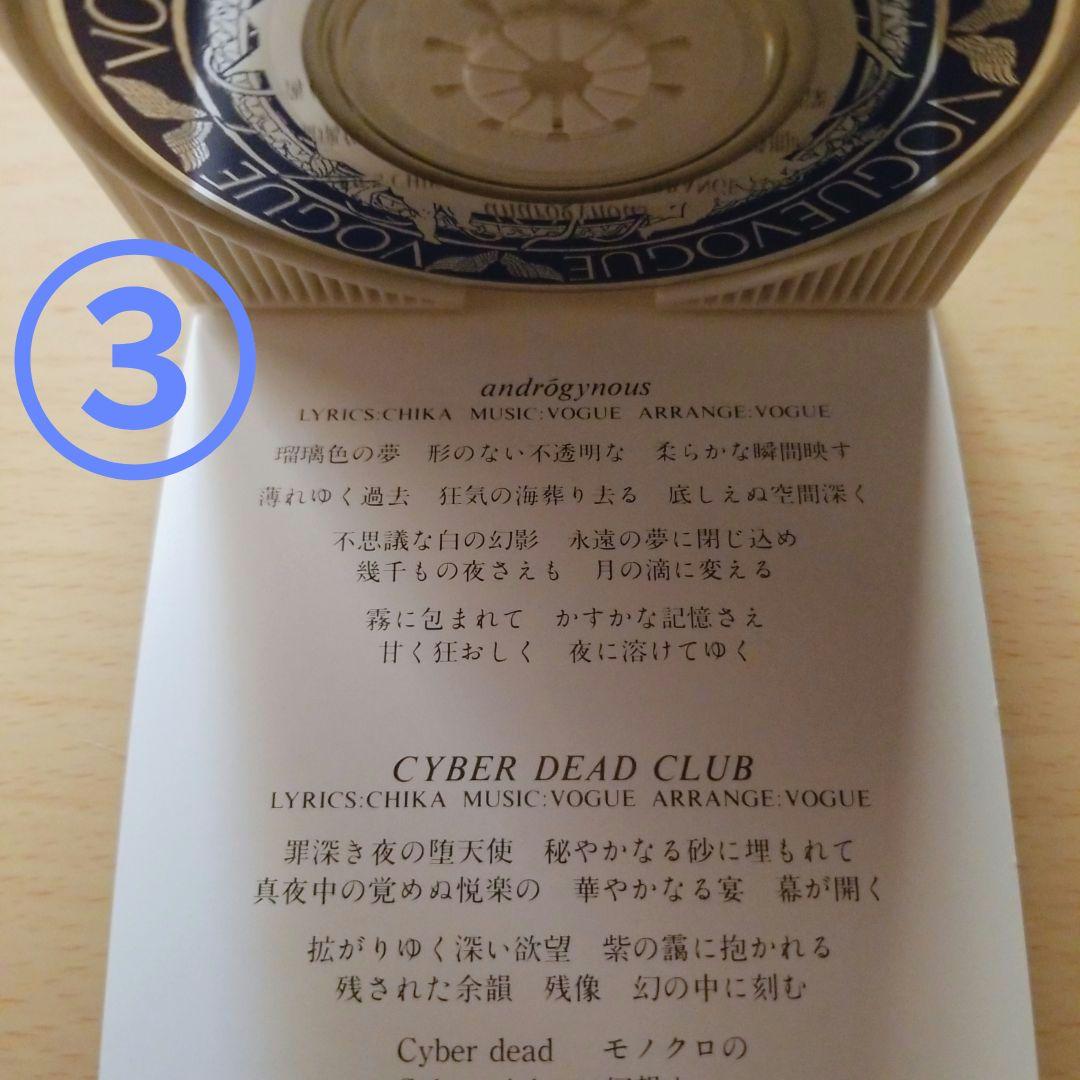 VOGUE VOGUE VOGUE VOGUE
③
andrógynous
LYRICS:CHIKA MUSIC:VOGUE ARRANGE:VOGUE
瑠璃色の夢 形のない不透明な 柔らかな瞬間映す
薄れゆく過去 狂気の海葬り去る 底しえぬ空間深く
不思議な白の幻影 永遠の夢に閉じ込め
幾千もの夜さえも 月の滴に変える
霧に包まれて かすかな記憶さえ
甘く狂おしく 夜に溶けてゆく
CYBER DEAD CLUB
LYRICS:CHIKA MUSIC:VOGUE ARRANGE:VOGUE
罪深き夜の堕天使 秘やかなる砂に埋もれて
真夜中の覚めぬ悦楽の 華やかなる宴 幕が開く
拡がりゆく深い欲望 紫の靄に抱かれる
残された余韻 残像 幻の中に刻む
Cyber dead モノクロの